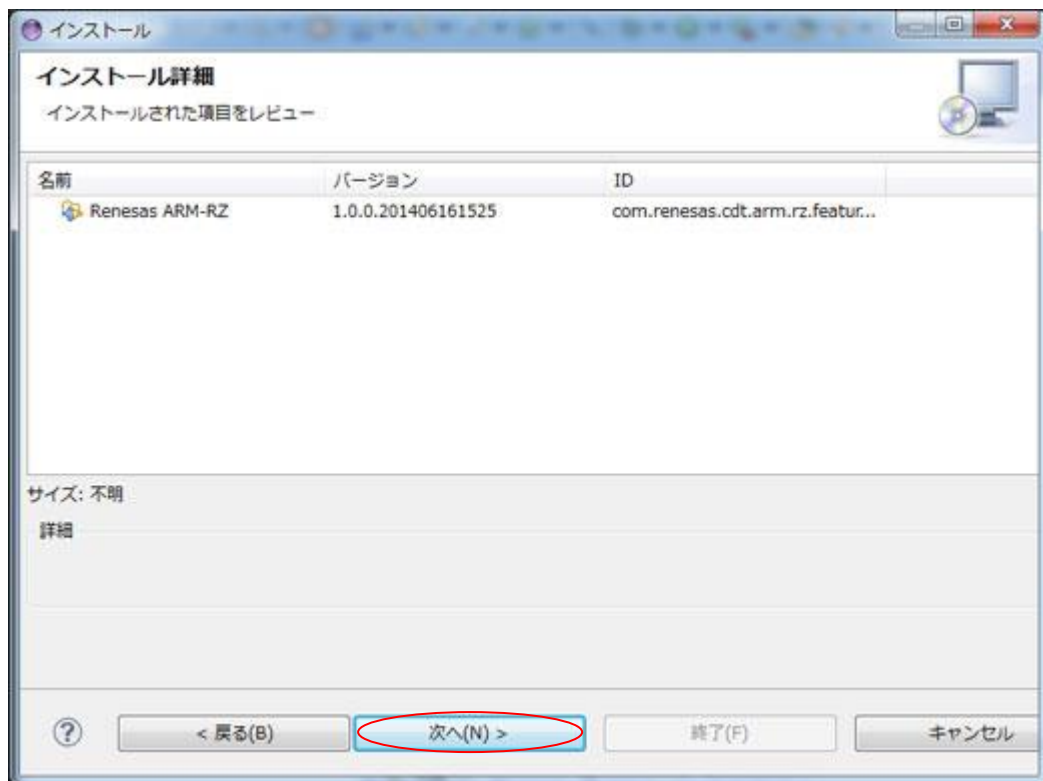 インストール
インストール詳細
インストールされた項目をレビュー
名前 バージョン ID
Renesas ARM-RZ 1.0.0.201406161525 com.renesas.cdt.arm.rz.featur...
サイズ: 不明
詳細
? < 戻る(B) 次へ(N) > 終了(F) キャンセル